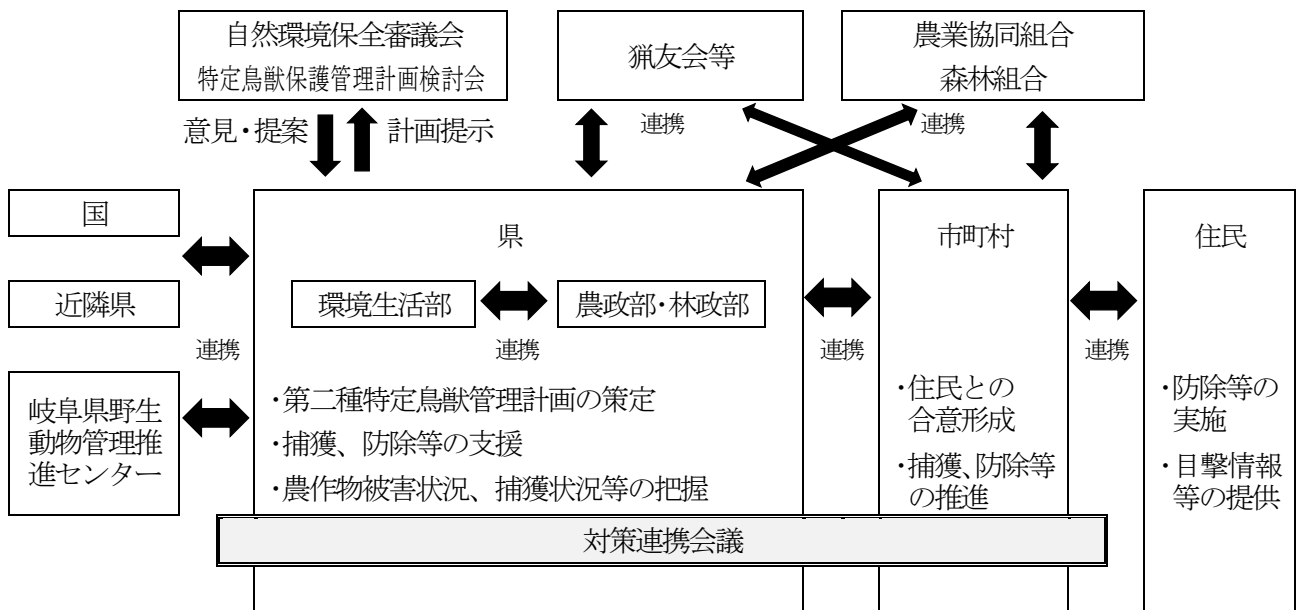 自然環境保全審議会
特定鳥獣保護管理計画検討会
猟友会等
農業協同組合
森林組合
意見・提案
計画提示
連携
連携
国
近隣県
連携
岐阜県野生
動物管理推
進センター
県
環境生活部
農政部・林政部
連携
・第二種特定鳥獣管理計画の策定
・捕獲、防除等の支援
・農作物被害状況、捕獲状況等の把握
連携
市町村
・住民との
合意形成
・捕獲、防除等
の推進
連携
住民
・防除等の
実施
・目撃情報
等の提供
対策連携会議